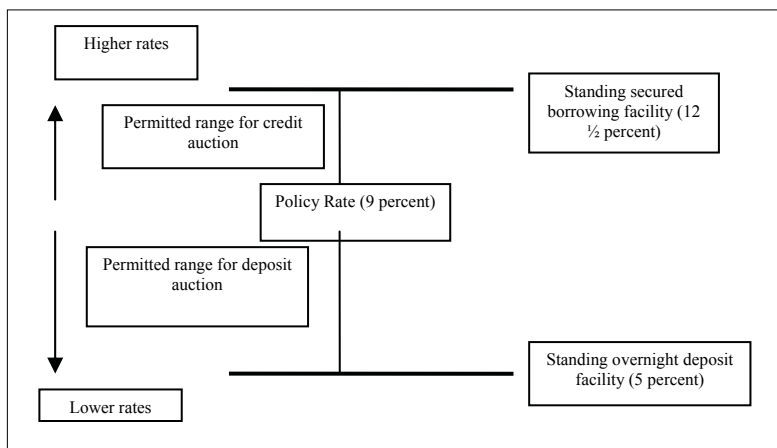 Higher rates
Standing secured
borrowing facility (12
½ percent)
Permitted range for credit
auction
Policy Rate (9 percent)
Permitted range for deposit
auction
Standing overnight deposit
facility (5 percent)
Lower rates